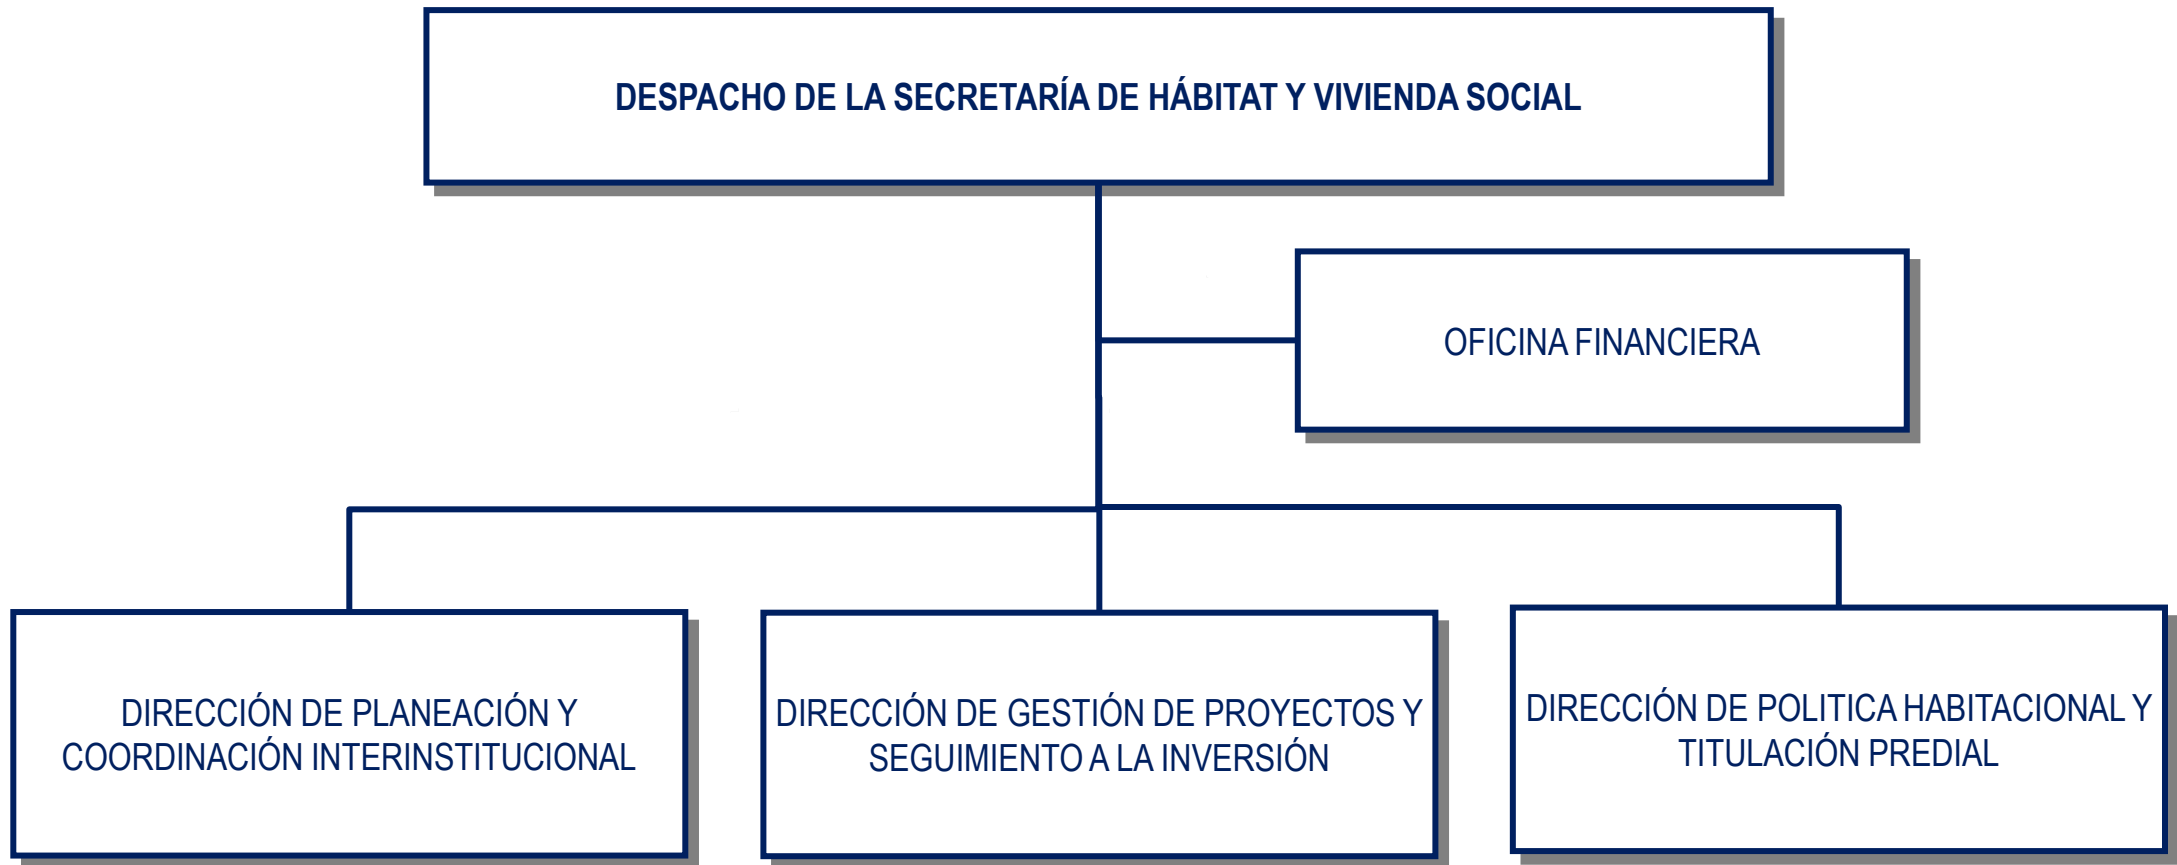 DESPACHO DE LA SECRETARÍA DE HÁBITAT Y VIVIENDA SOCIAL
OFICINA FINANCIERA
DIRECCIÓN DE PLANEACIÓN Y
COORDINACIÓN INTERINSTITUCIONAL
DIRECCIÓN DE GESTIÓN DE PROYECTOS Y
SEGUIMIENTO A LA INVERSIÓN
DIRECCIÓN DE POLITICA HABITACIONAL Y
TITULACIÓN PREDIAL